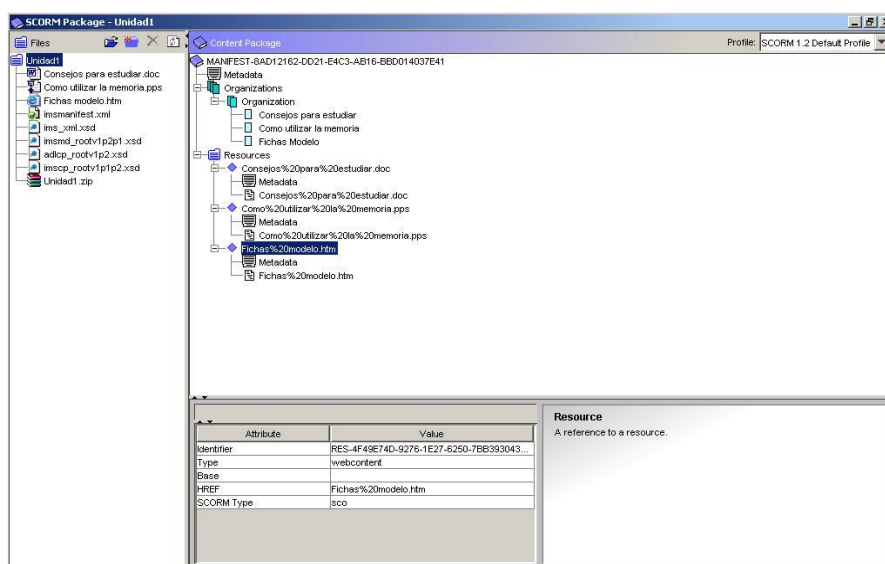 SCORM Package - Unidad1
Files
Content Package
Profile: SCORM 1.2 Default Profile
Unidad1
Consejos para estudiar.doc
Como utilizar la memoria.pps
Fichas modelo.htm
imsmanifest.xml
ims_xml.xsd
imsmd_rootv1p2p1.xsd
adlcp_rootv1p2.xsd
imscp_rootv1p1p2.xsd
Unidad1.zip
MANIFEST-8AD12162-DD21-E4C3-AB16-BBD014037E41
Metadata
Organizations
Organization
Consejos para estudiar
Como utilizar la memoria
Fichas Modelo
Resources
Consejos%20para%20estudiar.doc
Metadata
Consejos%20para%20estudiar.doc
Como%20utilizar%20la%20memoria.pps
Metadata
Como%20utilizar%20la%20memoria.pps
Fichas%20modelo.htm
Metadata
Fichas%20modelo.htm
Attribute Value
Identifier RES-4F49E74D-9276-1E27-6250-7BB393043...
Type webcontent
Base
HREF Fichas%20modelo.htm
SCORM Type sco
Resource
A reference to a resource.